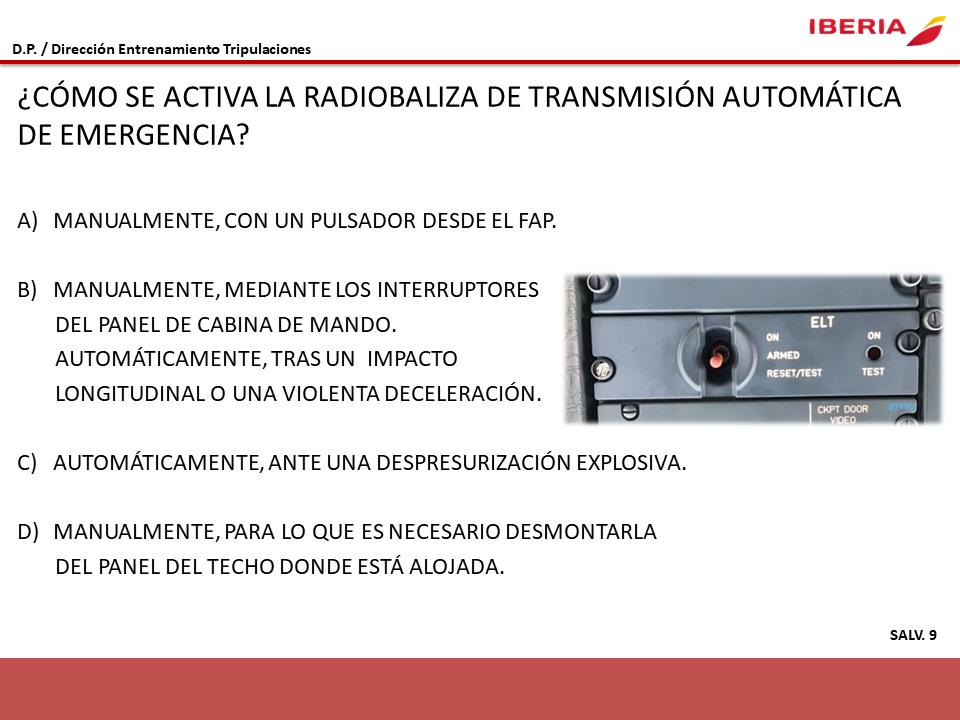 IBERIA
D.P. / Dirección Entrenamiento Tripulaciones
¿CÓMO SE ACTIVA LA RADIOBALIZA DE TRANSMISIÓN AUTOMÁTICA
DE EMERGENCIA?
A) MANUALMENTE, CON UN PULSADOR DESDE EL FAP.
B) MANUALMENTE, MEDIANTE LOS INTERRUPTORES
DEL PANEL DE CABINA DE MANDO.
AUTOMÁTICAMENTE, TRAS UN IMPACTO
LONGITUDINAL O UNA VIOLENTA DECELERACIÓN.
ELT
ON
ARMED
RESET/TEST
ON
TEST
CKPT DOOR
VIDEO
C) AUTOMÁTICAMENTE, ANTE UNA DESPRESURIZACIÓN EXPLOSIVA.
D) MANUALMENTE, PARA LO QUE ES NECESARIO DESMONTARLA
DEL PANEL DEL TECHO DONDE ESTÁ ALOJADA.
SALV. 9